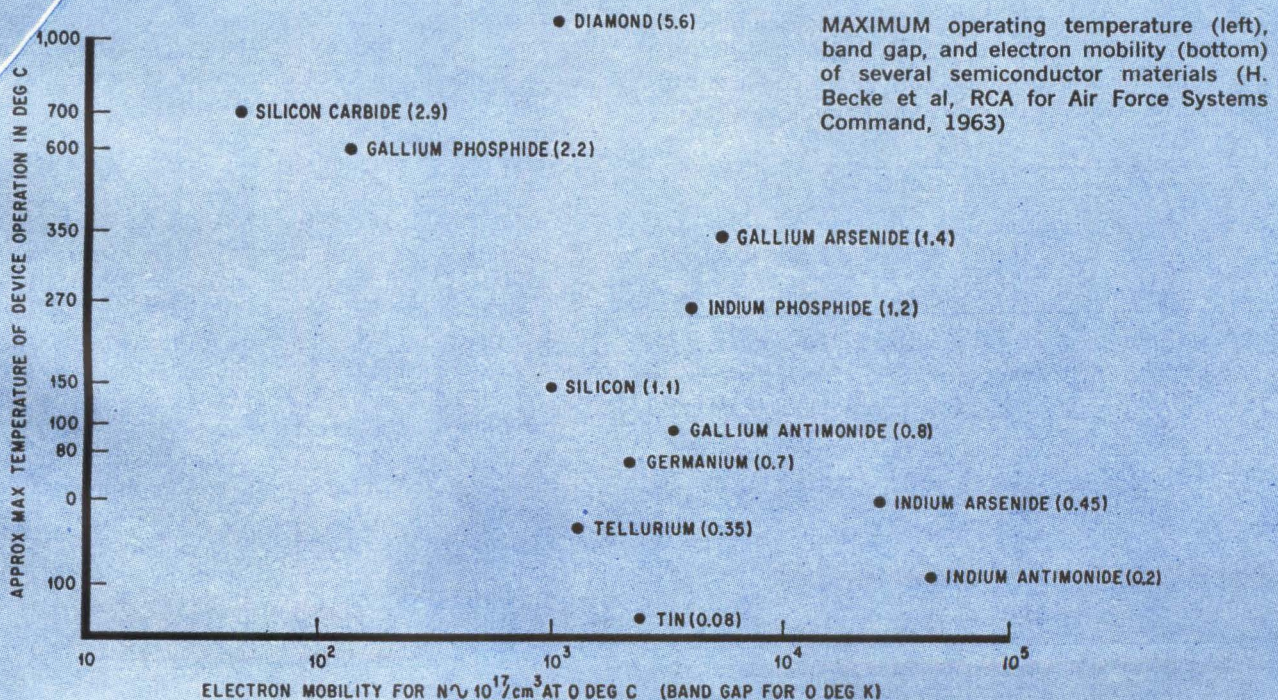 DIAMOND (5.6)
MAXIMUM operating temperature (left),
band gap, and electron mobility (bottom)
of several semiconductor materials (H.
Becke et al, RCA for Air Force Systems
Command, 1963)
APPROX MAX TEMPERATURE OF DEVICE OPERATION IN DEG C
1,000
700
SILICON CARBIDE (2.9)
600
GALLIUM PHOSPHIDE (2.2)
350
GALLIUM ARSENIDE (1.4)
270
INDIUM PHOSPHIDE (1.2)
150
SILICON (1.1)
100
GALLIUM ANTIMONIDE (0.8)
80
GERMANIUM (0.7)
0
INDIUM ARSENIDE (0.45)
TELLURIUM (0.35)
100
INDIUM ANTIMONIDE (0.2)
TIN (0.08)
10 10² 10³ 10⁴ 10⁵
ELECTRON MOBILITY FOR N∿10¹⁷/cm³ AT 0 DEG C (BAND GAP FOR 0 DEG K)